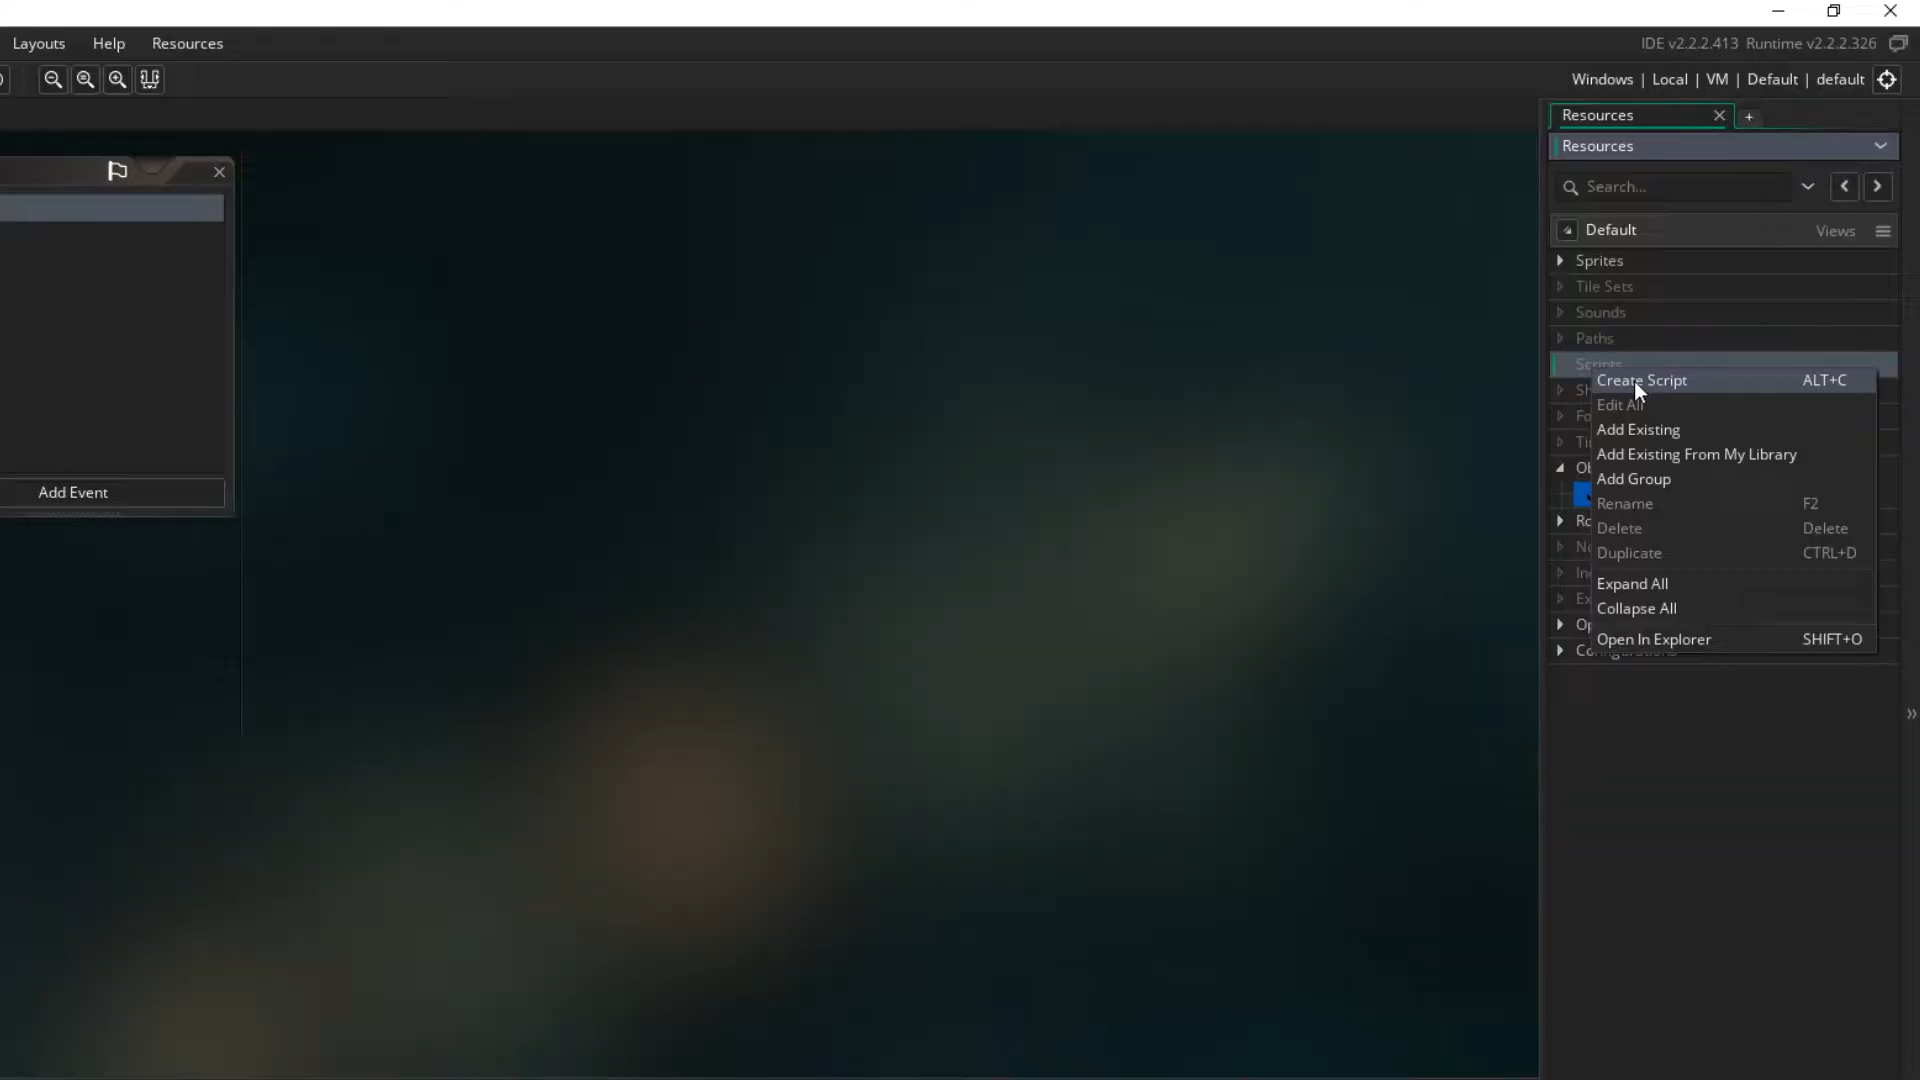 Layouts Help Resources
IDE v2.2.2.413 Runtime v2.2.2.326
Windows | Local | VM | Default | default
Resources
Resources
Search...
Default Views
Sprites
Tile Sets
Sounds
Paths
Scripts
Create Script ALT+C
Edit All
Add Existing
Add Existing From My Library
Add Group
Rename F2
Delete Delete
Duplicate CTRL+D
Expand All
Collapse All
Open In Explorer SHIFT+O
Configurations
Add Event